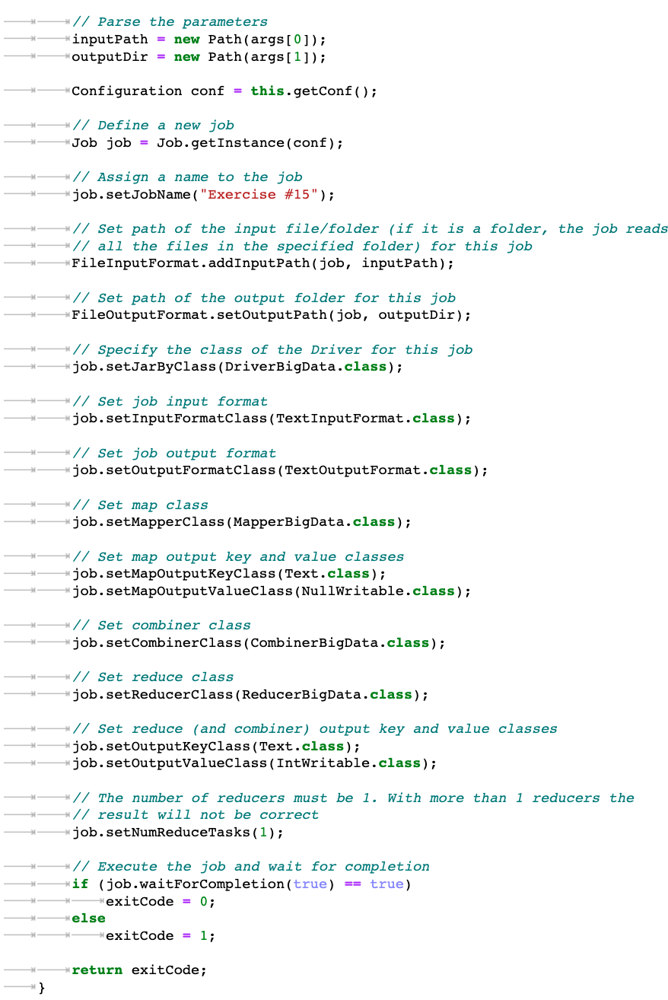 // Parse the parameters
inputPath = new Path(args[0]);
outputDir = new Path(args[1]);
Configuration conf = this.getConf();
// Define a new job
Job job = Job.getInstance(conf);
// Assign a name to the job
job.setJobName("Exercise #15");
// Set path of the input file/folder (if it is a folder, the job reads
// all the files in the specified folder) for this job
FileInputFormat.addInputPath(job, inputPath);
// Set path of the output folder for this job
FileOutputFormat.setOutputPath(job, outputDir);
// Specify the class of the Driver for this job
job.setJarByClass(DriverBigData.class);
// Set job input format
job.setInputFormatClass(TextInputFormat.class);
// Set job output format
job.setOutputFormatClass(TextOutputFormat.class);
// Set map class
job.setMapperClass(MapperBigData.class);
// Set map output key and value classes
job.setMapOutputKeyClass(Text.class);
job.setMapOutputValueClass(NullWritable.class);
// Set combiner class
job.setCombinerClass(CombinerBigData.class);
// Set reduce class
job.setReducerClass(ReducerBigData.class);
// Set reduce (and combiner) output key and value classes
job.setOutputKeyClass(Text.class);
job.setOutputValueClass(IntWritable.class);
// The number of reducers must be 1. With more than 1 reducers the
// result will not be correct
job.setNumReduceTasks(1);
// Execute the job and wait for completion
if (job.waitForCompletion(true) == true)
exitCode = 0;
else
exitCode = 1;
return exitCode;
}